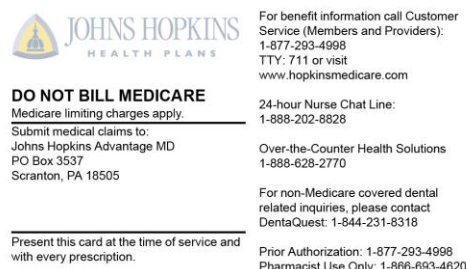 JOHNS HOPKINS
HEALTH PLANS
DO NOT BILL MEDICARE
Medicare limiting charges apply.
Submit medical claims to:
Johns Hopkins Advantage MD
PO Box 3537
Scranton, PA 18505
Present this card at the time of service and
with every prescription.
For benefit information call Customer
Service (Members and Providers):
1-877-293-4998
TTY: 711 or visit
www.hopkinsmedicare.com
24-hour Nurse Chat Line:
1-888-202-8828
Over-the-Counter Health Solutions
1-888-628-2770
For non-Medicare covered dental
related inquiries, please contact
DentaQuest: 1-844-231-8318
Prior Authorization: 1-877-293-4998
Pharmacist Use Only: 1-866-693-4620